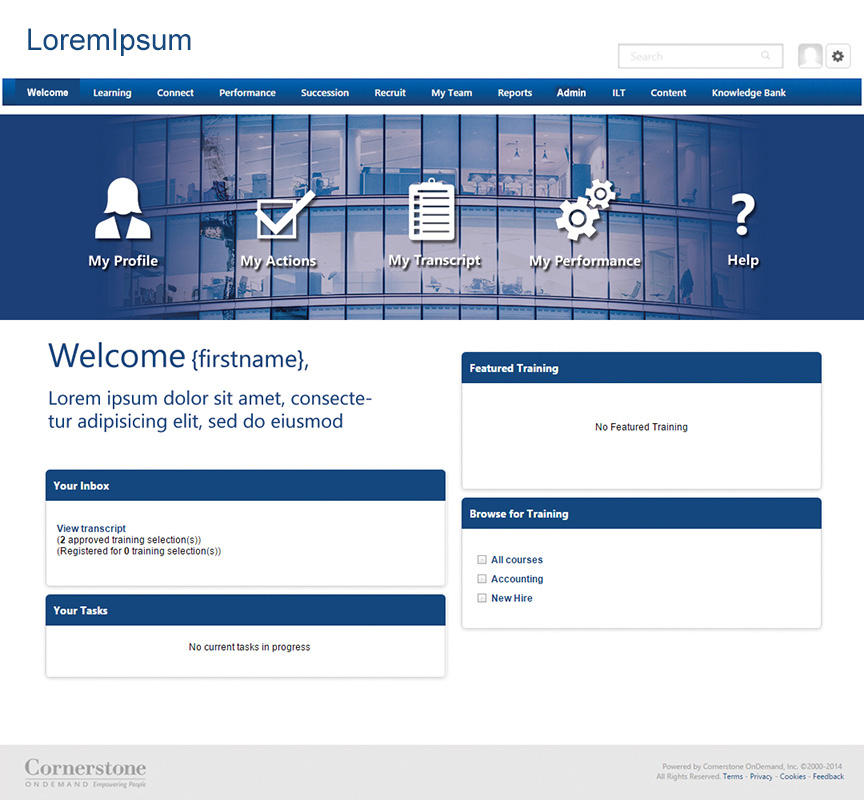 LoremIpsum
Search
Welcome Learning Connect Performance Succession Recruit My Team Reports Admin ILT Content Knowledge Bank
My Profile My Actions My Transcript My Performance Help
Welcome {firstname},
Lorem ipsum dolor sit amet, consecte-
tur adipisicing elit, sed do eiusmod
Your Inbox
View transcript
(2 approved training selection(s))
(Registered for 0 training selection(s))
Your Tasks
No current tasks in progress
Featured Training
No Featured Training
Browse for Training
All courses
Accounting
New Hire
Cornerstone
ONDEMAND Empowering People
Powered by Cornerstone OnDemand, Inc. ©2000-2014
All Rights Reserved. Terms - Privacy - Cookies - Feedback